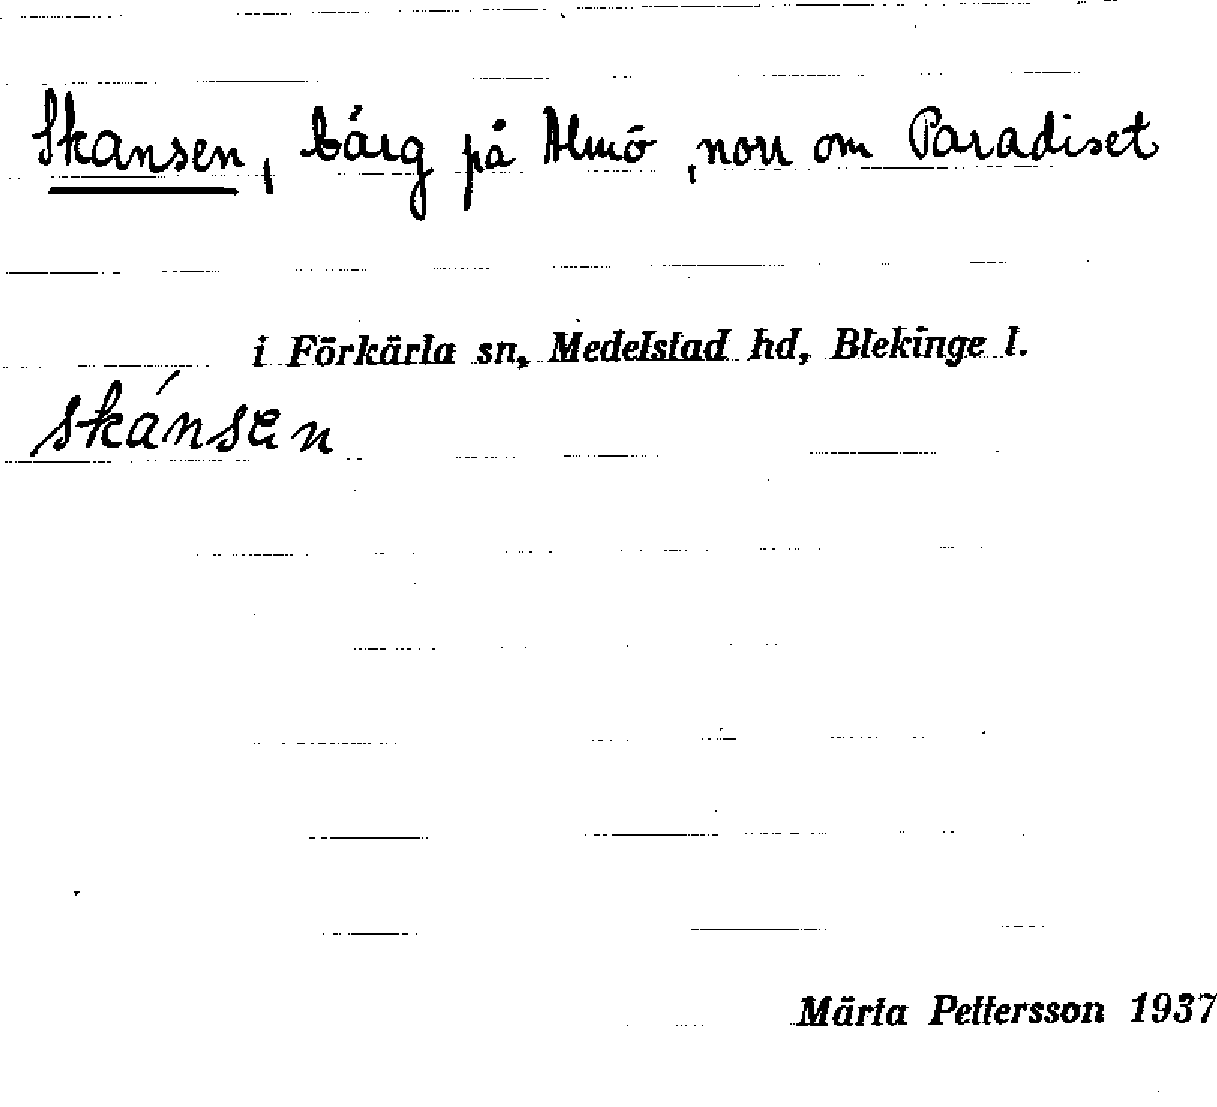 Skansen, bärg på Almö, norr om Paradiset
i Förkärla sn, Medelstad hd, Blekinge l.
skánsen
Märta Pettersson 1937